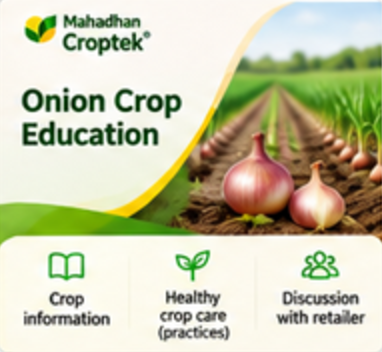 Mahadhan
Croptek®
Onion Crop
Education
Crop
information
Healthy
crop care
(practices)
Discussion
with retailer